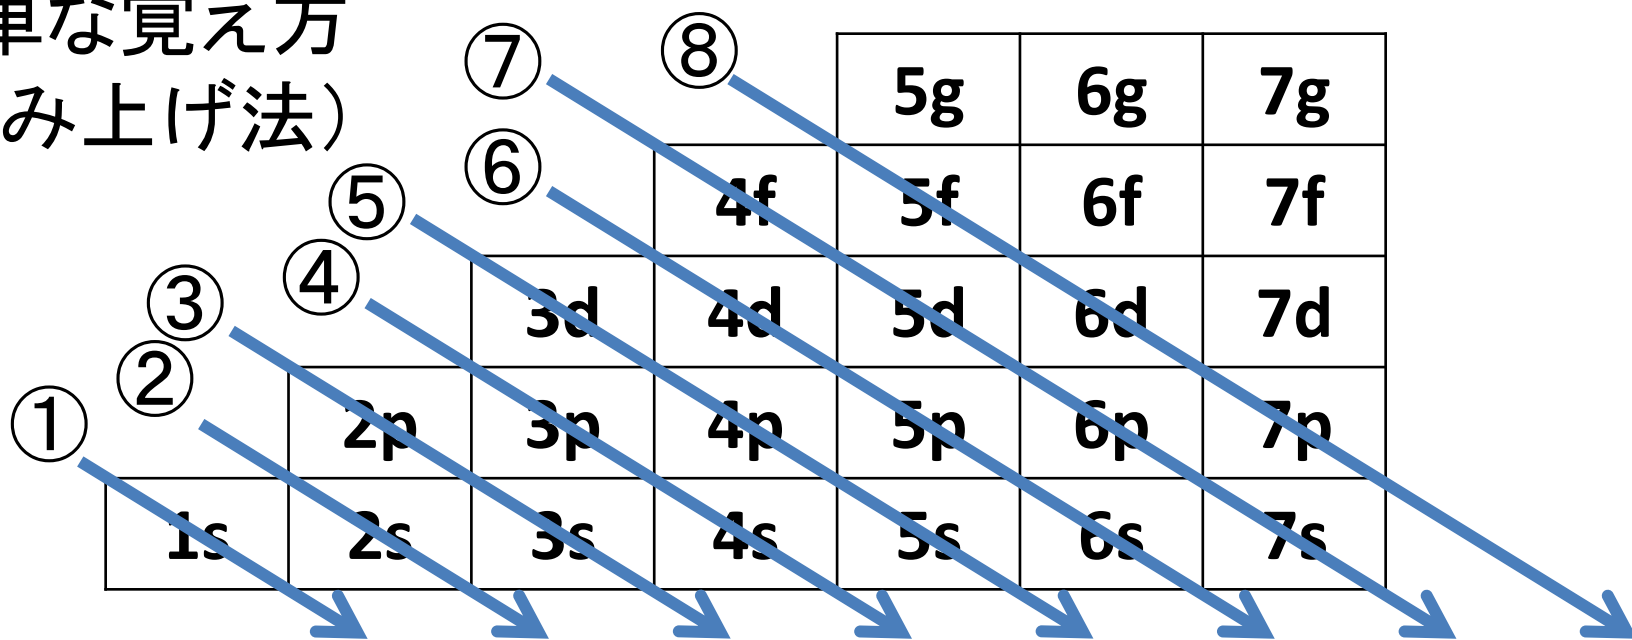 単な覚え方
み上げ法）
⑦ ⑧ 5g 6g 7g
⑥ 4f 5f 6f 7f
⑤
④ 3d 4d 5d 6d 7d
③
② 2p 3p 4p 5p 6p 7p
①
1s 2s 3s 4s 5s 6s 7s